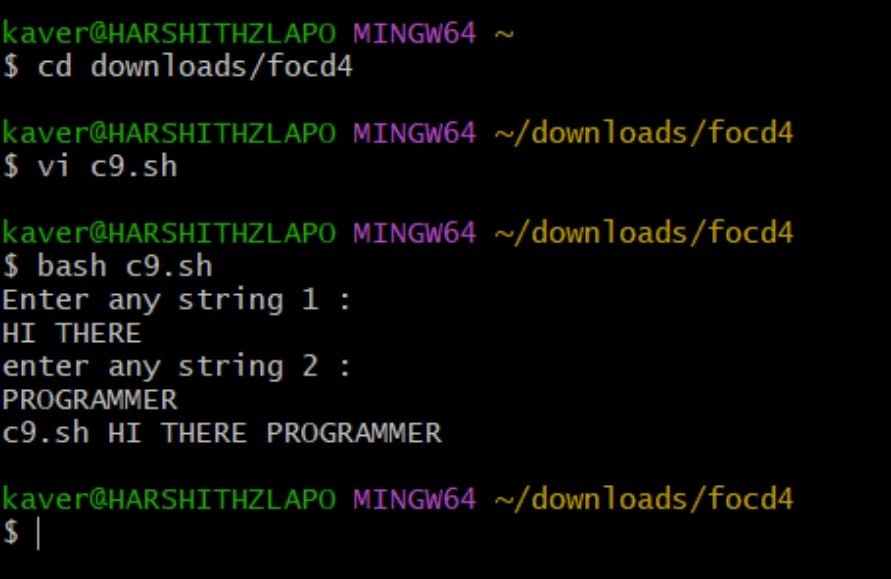 kaver@HARSHITHZLAPO MINGW64 ~
$ cd downloads/focd4
kaver@HARSHITHZLAPO MINGW64 ~/downloads/focd4
$ vi c9.sh
kaver@HARSHITHZLAPO MINGW64 ~/downloads/focd4
$ bash c9.sh
Enter any string 1 :
HI THERE
enter any string 2 :
PROGRAMMER
c9.sh HI THERE PROGRAMMER
kaver@HARSHITHZLAPO MINGW64 ~/downloads/focd4
$